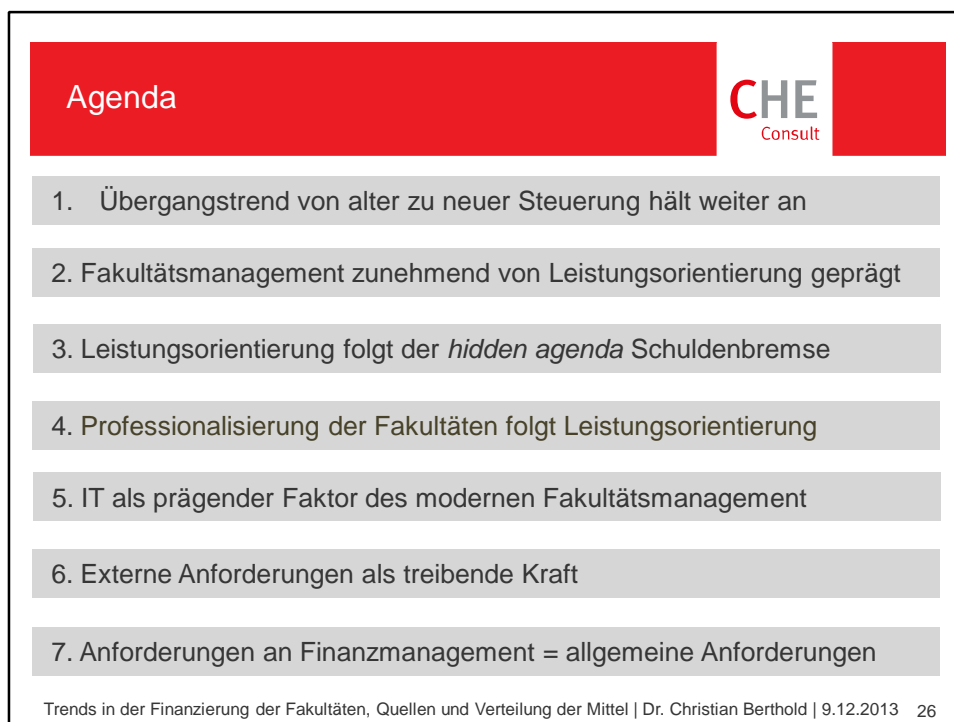 Agenda
CHE
Consult
1. Übergangstrend von alter zu neuer Steuerung hält weiter an
2. Fakultätsmanagement zunehmend von Leistungsorientierung geprägt
3. Leistungsorientierung folgt der hidden agenda Schuldenbremse
4. Professionalisierung der Fakultäten folgt Leistungsorientierung
5. IT als prägender Faktor des modernen Fakultätsmanagement
6. Externe Anforderungen als treibende Kraft
7. Anforderungen an Finanzmanagement = allgemeine Anforderungen
Trends in der Finanzierung der Fakultäten, Quellen und Verteilung der Mittel | Dr. Christian Berthold | 9.12.2013 26